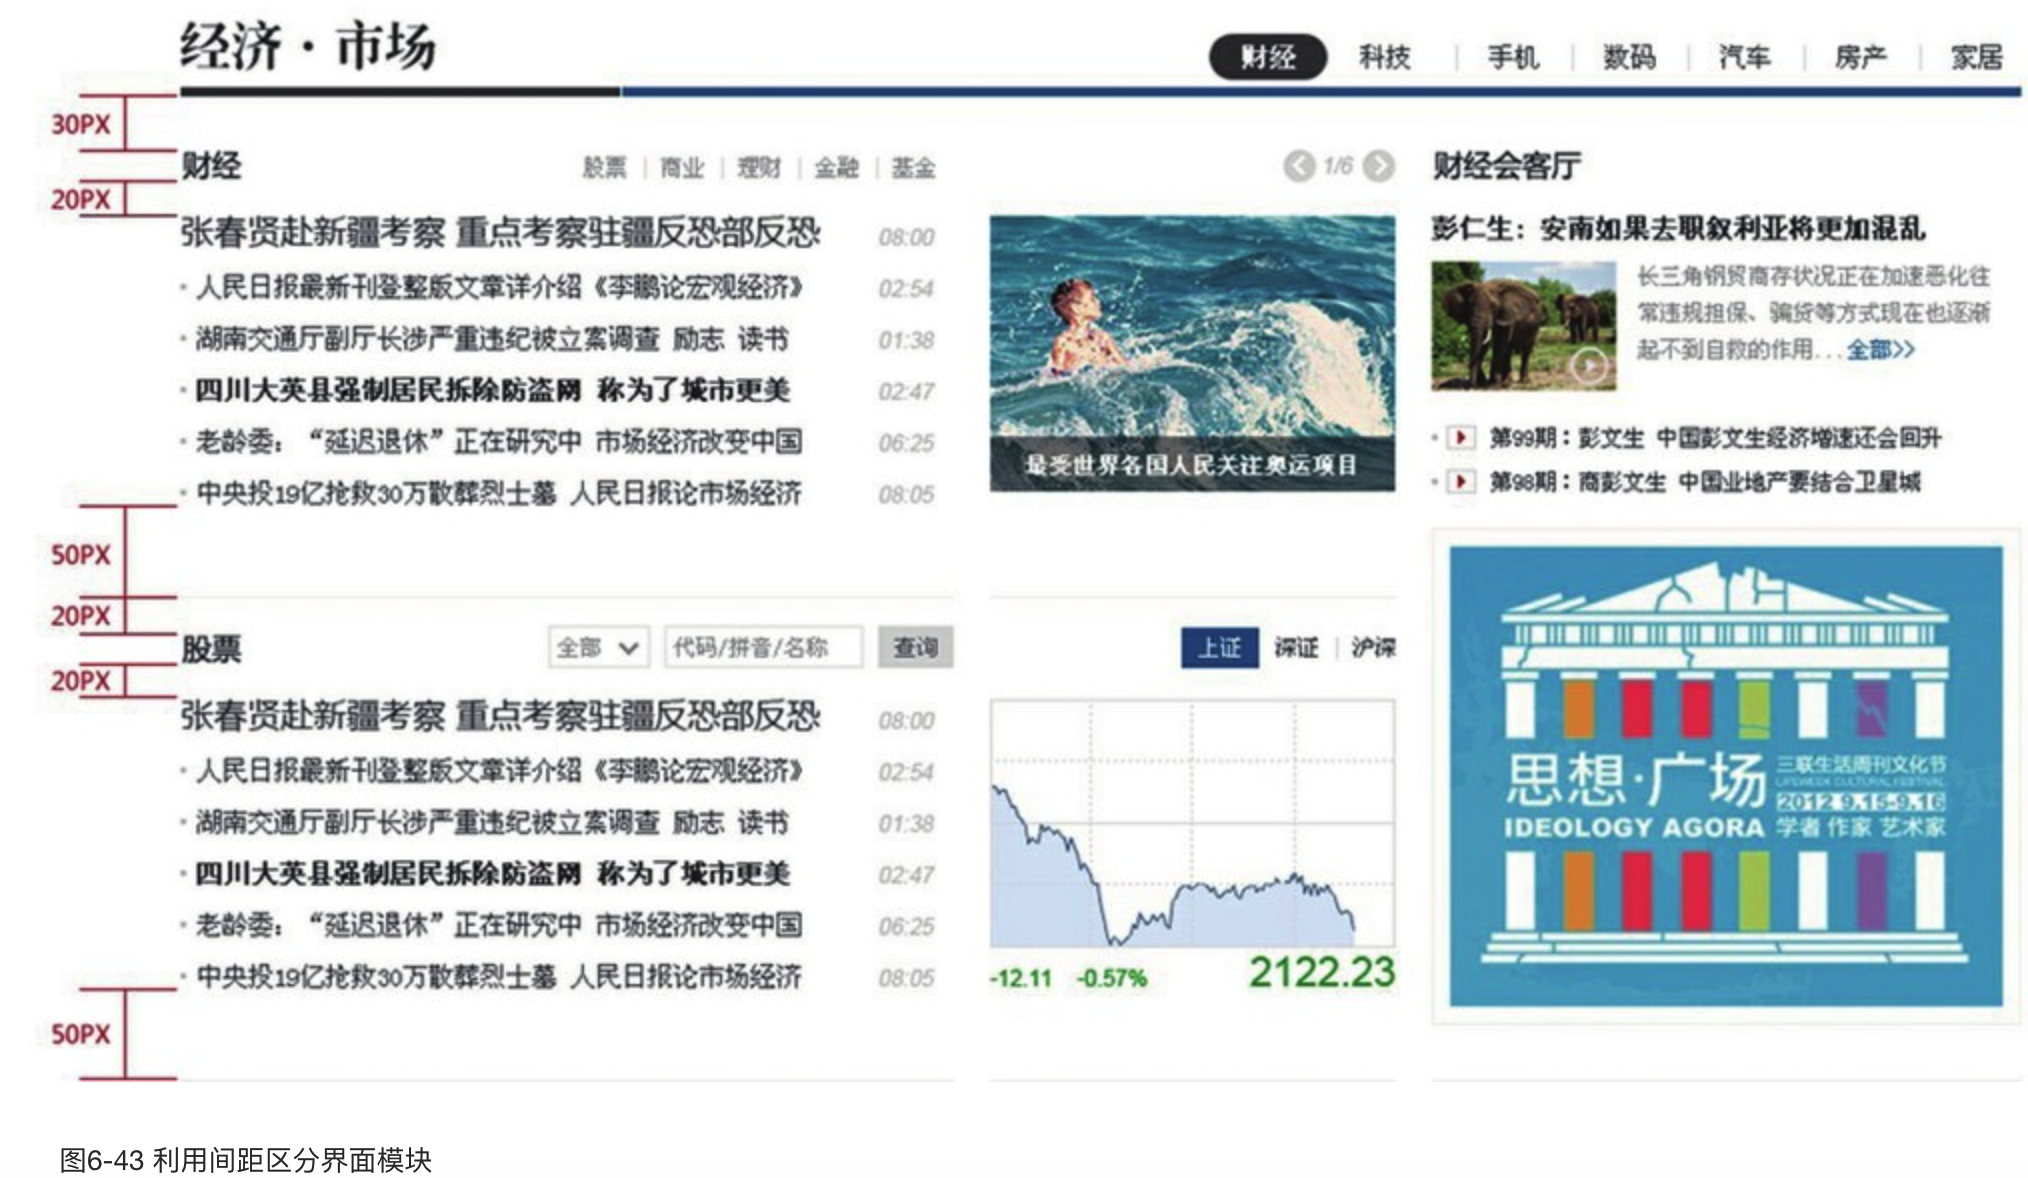 经济·市场
财经 科技 | 手机 | 数码 | 汽车 | 房产 | 家居
30PX
财经 股票 | 商业 | 理财 | 金融 | 基金
20PX
张春贤赴新疆考察 重点考察驻疆反恐部反恐 08:00
· 人民日报最新刊登整版文章详介绍《李鹏论宏观经济》 02:54
· 湖南交通厅副厅长涉严重违纪被立案调查 励志 读书 01:38
· 四川大英县强制居民拆除防盗网 称为了城市更美 02:47
· 老龄委：“延迟退休”正在研究中 市场经济改变中国 06:25
· 中央投19亿抢救30万散葬烈士墓 人民日报论市场经济 08:05
1/6
最受世界各国人民关注奥运项目
财经会客厅
彭仁生：安南如果去职叙利亚将更加混乱
长三角钢贸商存状况正在加速恶化往
常违规担保、骗贷等方式现在也逐渐
起不到自救的作用...全部>>
· 第99期：彭文生 中国彭文生经济增速还会回升
· 第98期：商彭文生 中国业地产要结合卫星城
50PX
20PX
股票 全部 代码/拼音/名称 查询
20PX
张春贤赴新疆考察 重点考察驻疆反恐部反恐 08:00
· 人民日报最新刊登整版文章详介绍《李鹏论宏观经济》 02:54
· 湖南交通厅副厅长涉严重违纪被立案调查 励志 读书 01:38
· 四川大英县强制居民拆除防盗网 称为了城市更美 02:47
· 老龄委：“延迟退休”正在研究中 市场经济改变中国 06:25
· 中央投19亿抢救30万散葬烈士墓 人民日报论市场经济 08:05
50PX
上证 深证 | 沪深
-12.11 -0.57% 2122.23
思想·广场
IDEOLOGY AGORA
三联生活周刊文化节
LIFEWEEK CULTURAL FESTIVAL
2012 9.15-9.16
学者 作家 艺术家
图6-43 利用间距区分界面模块